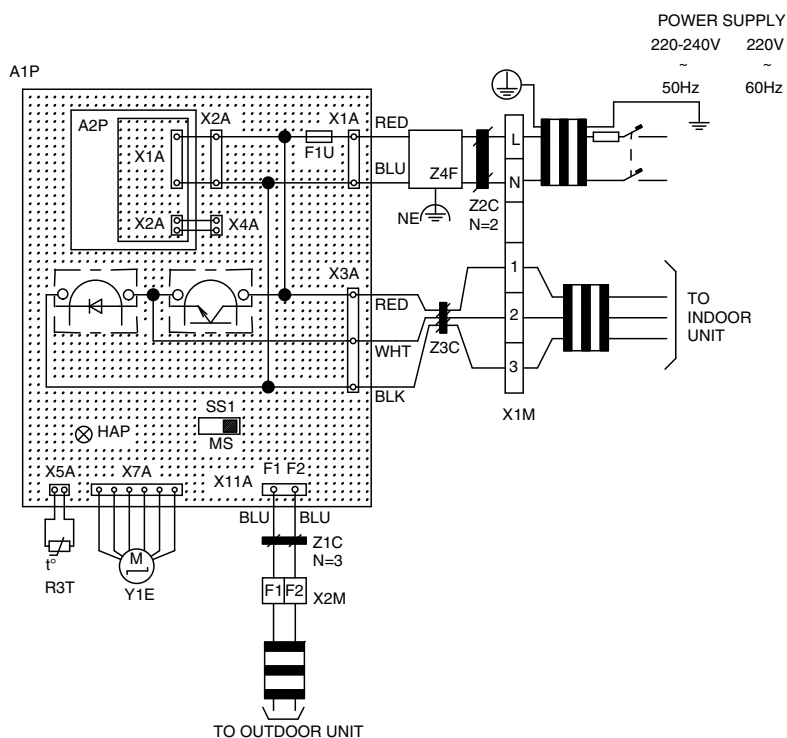 POWER SUPPLY
220-240V 220V
~ ~
50Hz 60Hz
A1P
A2P
X2A
X1A
RED
X1A
F1U
L
BLU
Z4F
N
NE
Z2C
N=2
X2A
X4A
X3A
1
RED
TO
INDOOR
UNIT
2
WHT
Z3C
3
BLK
X1M
SS1
MS
HAP
X5A
X7A
X11A
F1 F2
BLU BLU
Z1C
N=3
t°
R3T
M
Y1E
F1 F2
X2M
TO OUTDOOR UNIT